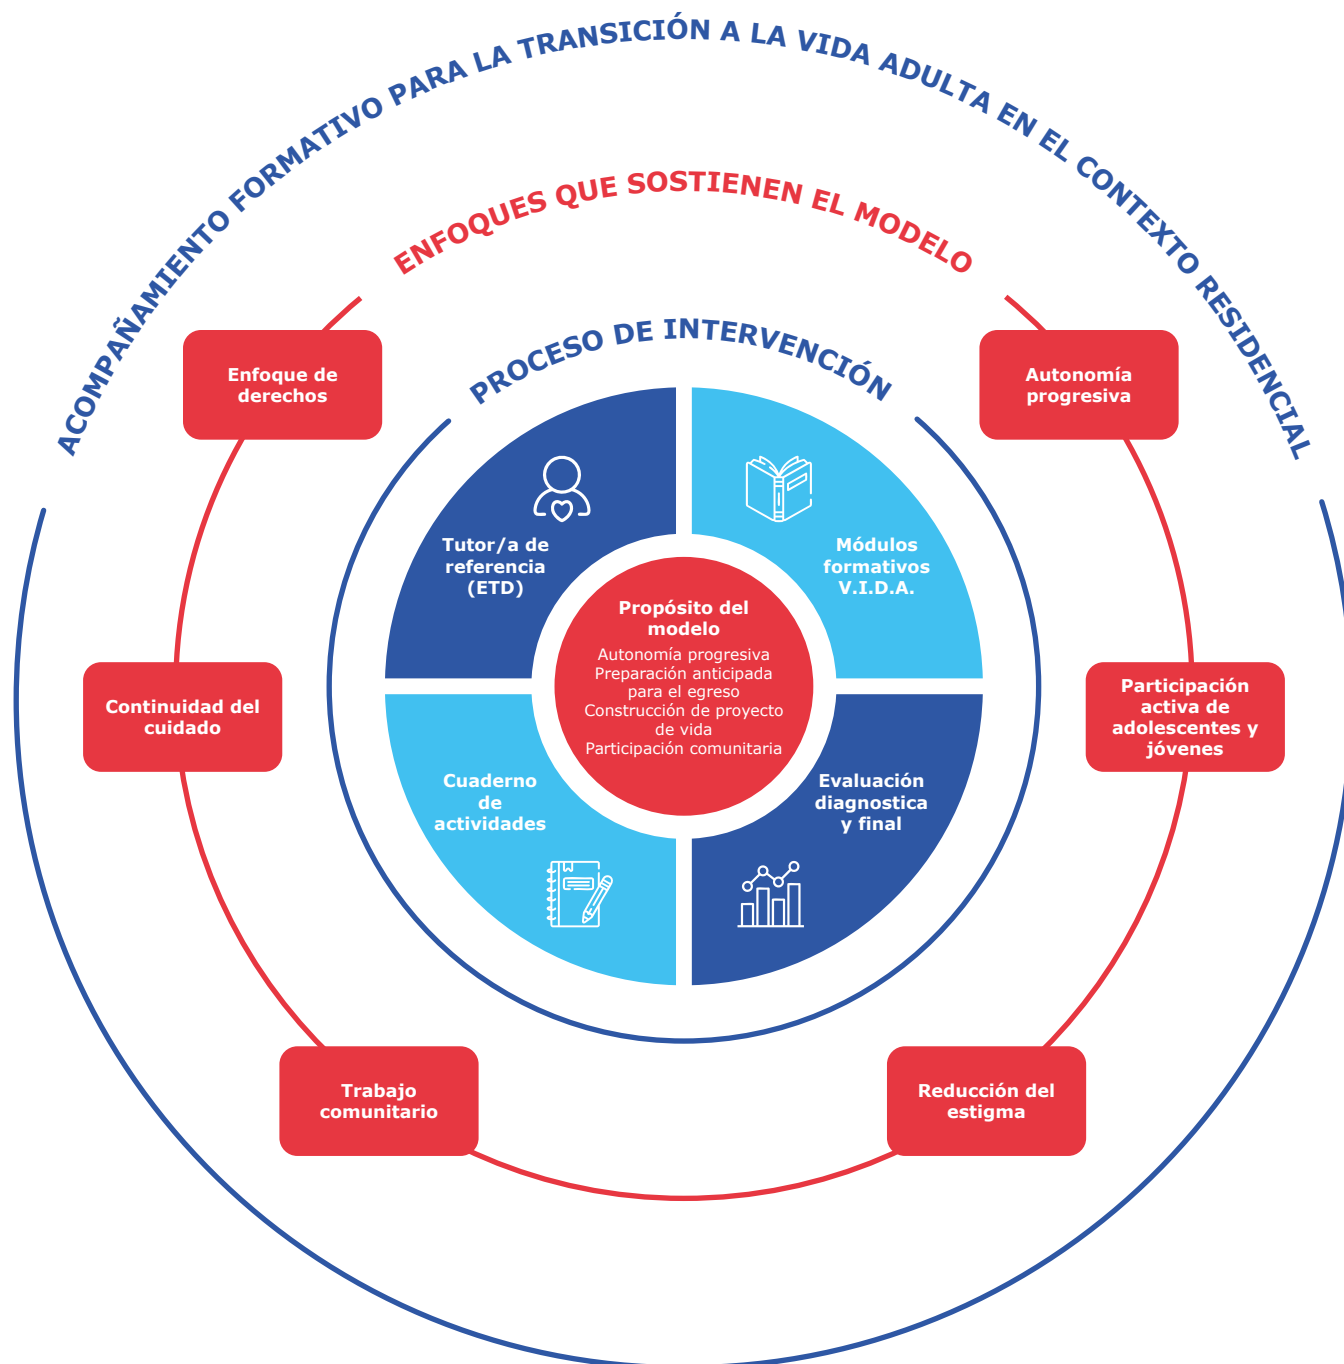 ACOMPAÑAMIENTO FORMATIVO PARA LA TRANSICIÓN A LA VIDA ADULTA EN EL CONTEXTO RESIDENCIAL
ENFOQUES QUE SOSTIENEN EL MODELO
PROCESO DE INTERVENCIÓN
Enfoque de
derechos
Autonomía
progresiva
Tutor/a de
referencia
(ETD)
Módulos
formativos
V.I.D.A.
Propósito del
modelo
Autonomía progresiva
Preparación anticipada
para el egreso
Construcción de proyecto
de vida
Participación comunitaria
Continuidad del
cuidado
Participación
activa de
adolescentes y
jóvenes
Cuaderno
de
actividades
Evaluación
diagnostica
y final
Trabajo
comunitario
Reducción del
estigma